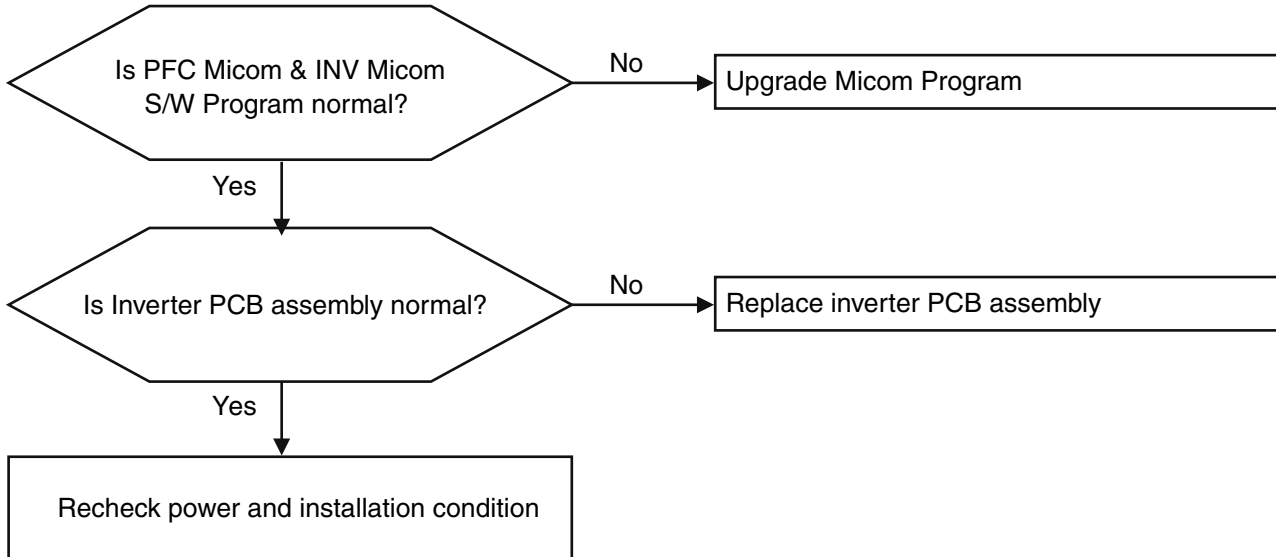 Is PFC Micom & INV Micom
S/W Program normal?
No
Upgrade Micom Program
Yes
Is Inverter PCB assembly normal?
No
Replace inverter PCB assembly
Yes
Recheck power and installation condition